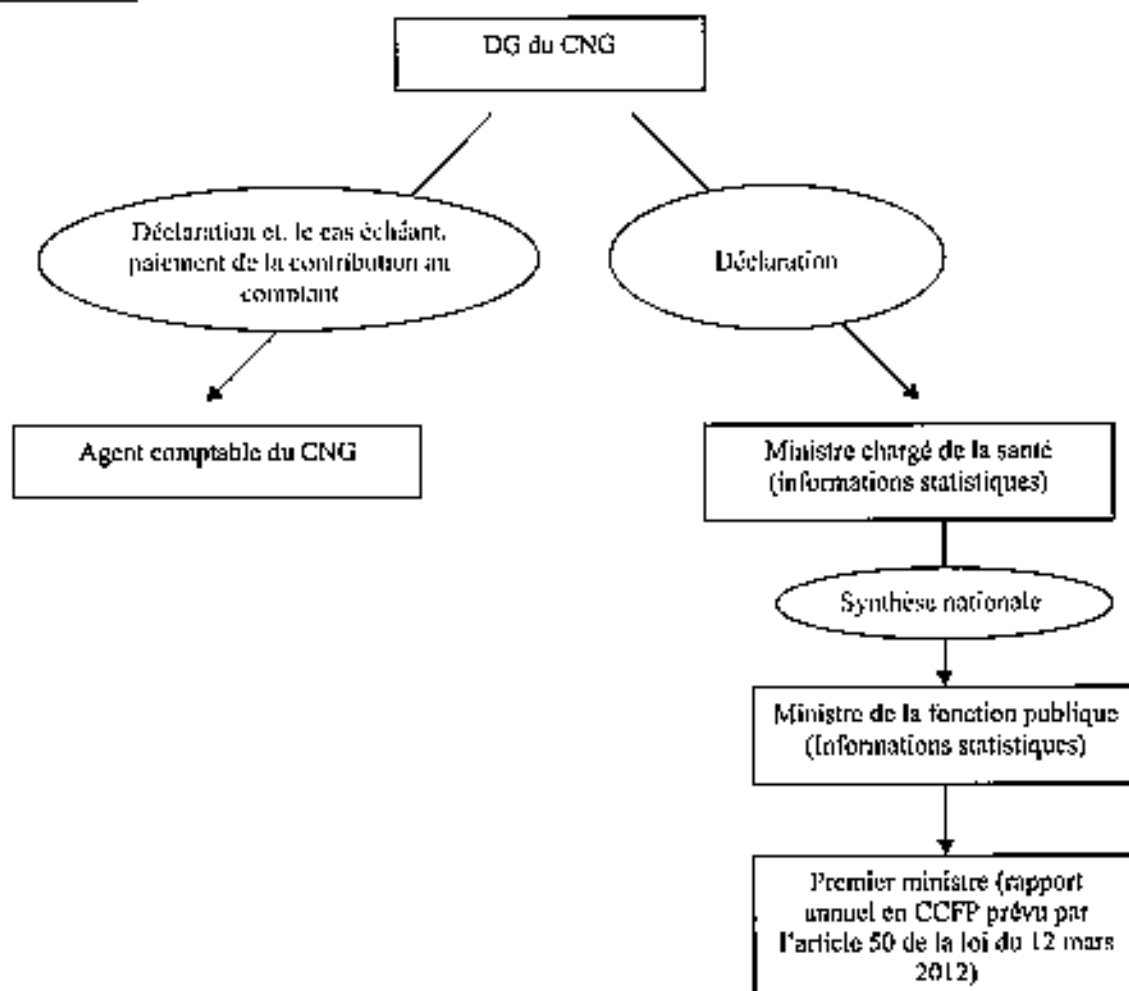 DG du CNG
Déclaration et, le cas échéant,
paiement de la contribution au
comptant
Déclaration
Agent comptable du CNG
Ministre chargé de la santé
(informations statistiques)
Synthèse nationale
Ministre de la fonction publique
(Informations statistiques)
Premier ministre (rapport
annuel en CCFP prévu par
l'article 50 de la loi du 12 mars
2012)